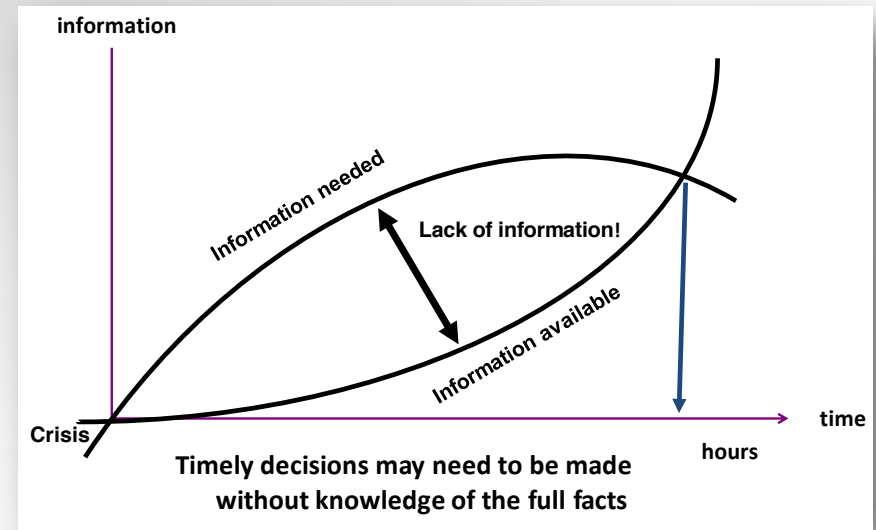 information
Information needed
Lack of information!
Information available
Crisis
time
hours
Timely decisions may need to be made
without knowledge of the full facts